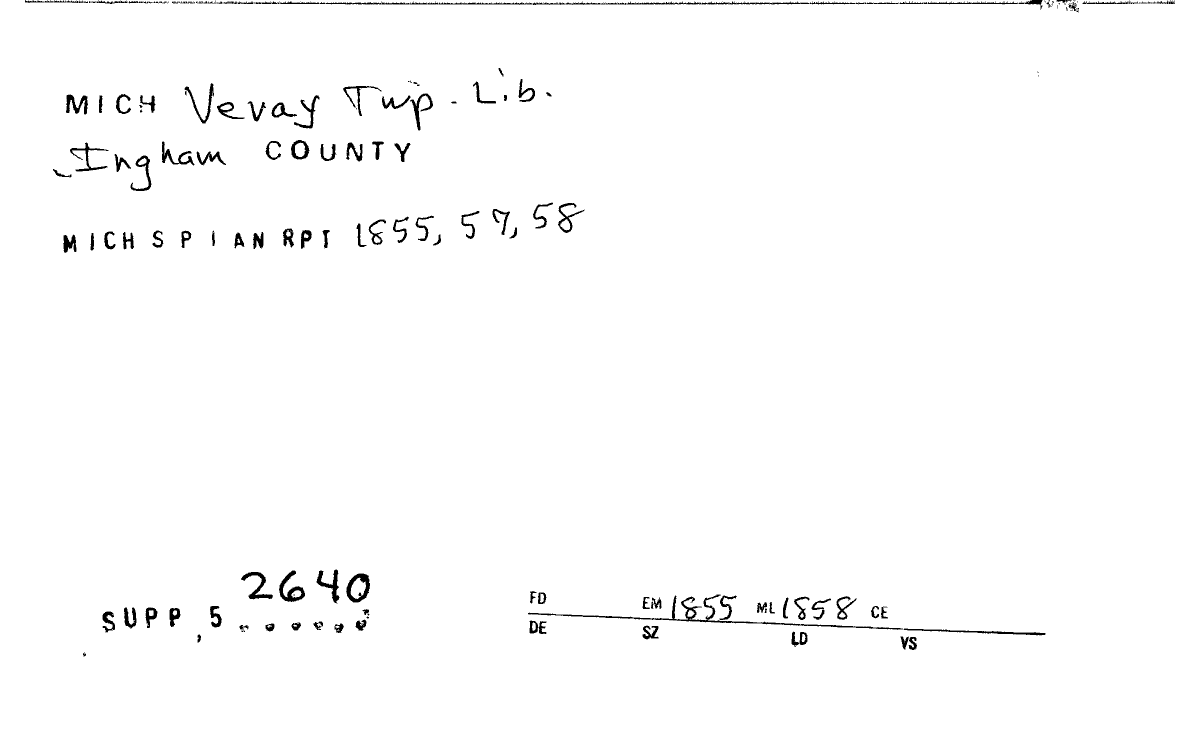 MICH Vevay Twp. Lib.
Ingham COUNTY
MICH S P I AN RPT 1855, 57, 58
2640
SUPP, 5 ......
FD EM 1855 ML 1858 CE
DE SZ LD VS